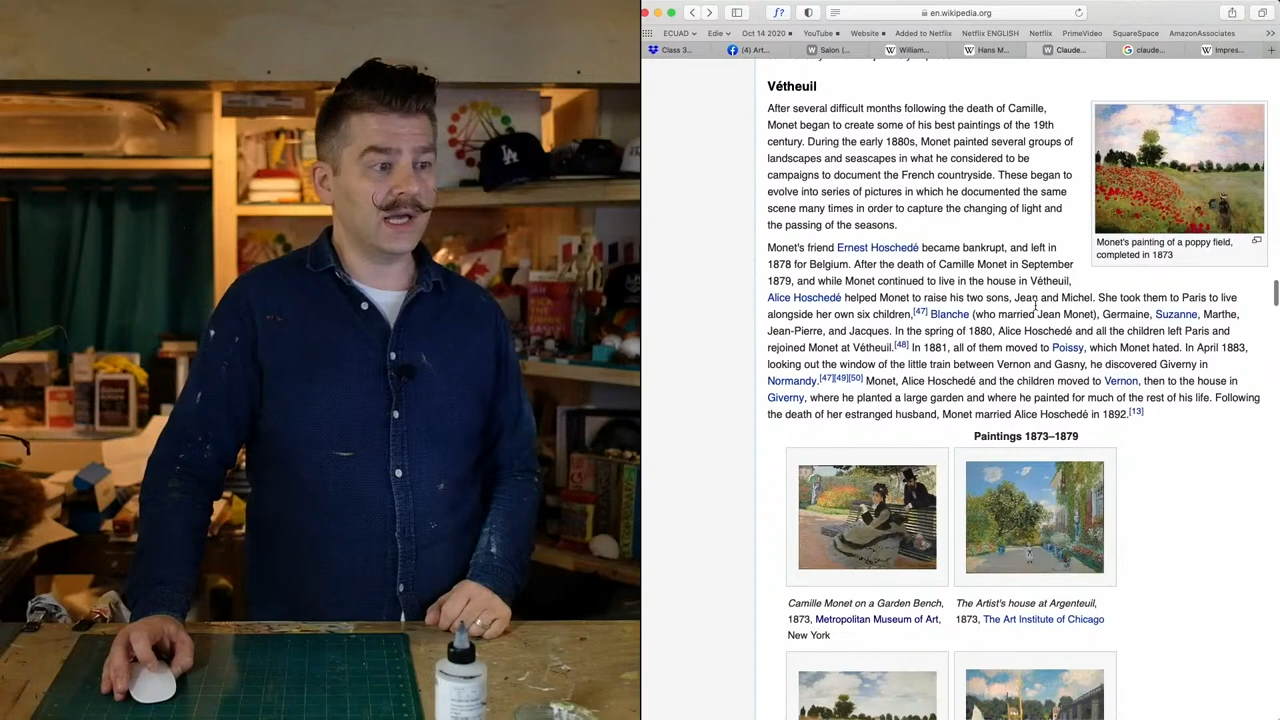 en.wikipedia.org
ECUAD Edie Oct 14 2020 YouTube Website Added to Netflix Netflix ENGLISH Netflix PrimeVideo SquareSpace AmazonAssociates
Class 3... (4) Art... Salon (... William... Hans M... Claude... claude... Impres...
Vétheuil
After several difficult months following the death of Camille,
Monet began to create some of his best paintings of the 19th
century. During the early 1880s, Monet painted several groups of
landscapes and seascapes in what he considered to be
campaigns to document the French countryside. These began to
evolve into series of pictures in which he documented the same
scene many times in order to capture the changing of light and
the passing of the seasons.
Monet's painting of a poppy field,
completed in 1873
Monet's friend Ernest Hoschedé became bankrupt, and left in
1878 for Belgium. After the death of Camille Monet in September
1879, and while Monet continued to live in the house in Vétheuil,
Alice Hoschedé helped Monet to raise his two sons, Jean and Michel. She took them to Paris to live
alongside her own six children,[47] Blanche (who married Jean Monet), Germaine, Suzanne, Marthe,
Jean-Pierre, and Jacques. In the spring of 1880, Alice Hoschedé and all the children left Paris and
rejoined Monet at Vétheuil.[48] In 1881, all of them moved to Poissy, which Monet hated. In April 1883,
looking out the window of the little train between Vernon and Gasny, he discovered Giverny in
Normandy.[47][49][50] Monet, Alice Hoschedé and the children moved to Vernon, then to the house in
Giverny, where he planted a large garden and where he painted for much of the rest of his life. Following
the death of her estranged husband, Monet married Alice Hoschedé in 1892.[13]
Paintings 1873–1879
Camille Monet on a Garden Bench,
1873, Metropolitan Museum of Art,
New York
The Artist's house at Argenteuil,
1873, The Art Institute of Chicago
LA